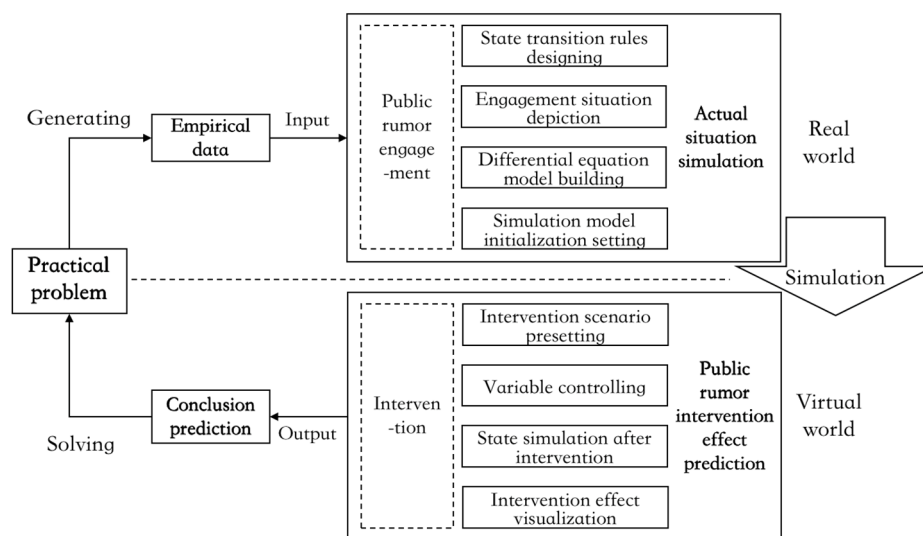 State transition rules
designing
Generating
Empirical
data
Input
Public
rumor
engage
-ment
Engagement situation
depiction
Differential equation
model building
Simulation model
initialization setting
Actual
situation
simulation
Real
world
Practical
problem
Simulation
Intervention scenario
presetting
Variable controlling
State simulation after
intervention
Intervention effect
visualization
Interven
-tion
Public
rumor
intervention
effect
prediction
Virtual
world
Conclusion
prediction
Output
Solving